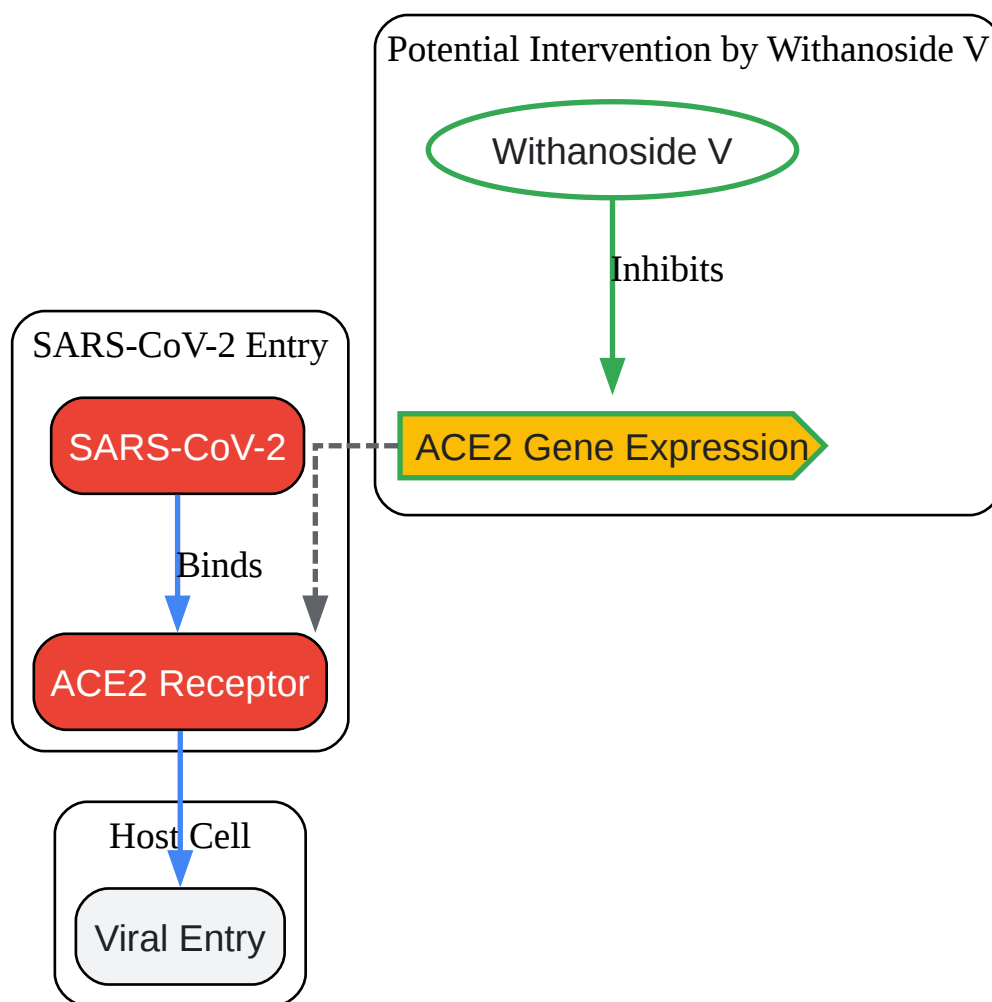 Potential Intervention by Withanoside V
Withanoside V
Inhibits
ACE2 Gene Expression
SARS-CoV-2 Entry
SARS-CoV-2
Binds
ACE2 Receptor
Host Cell
Viral Entry